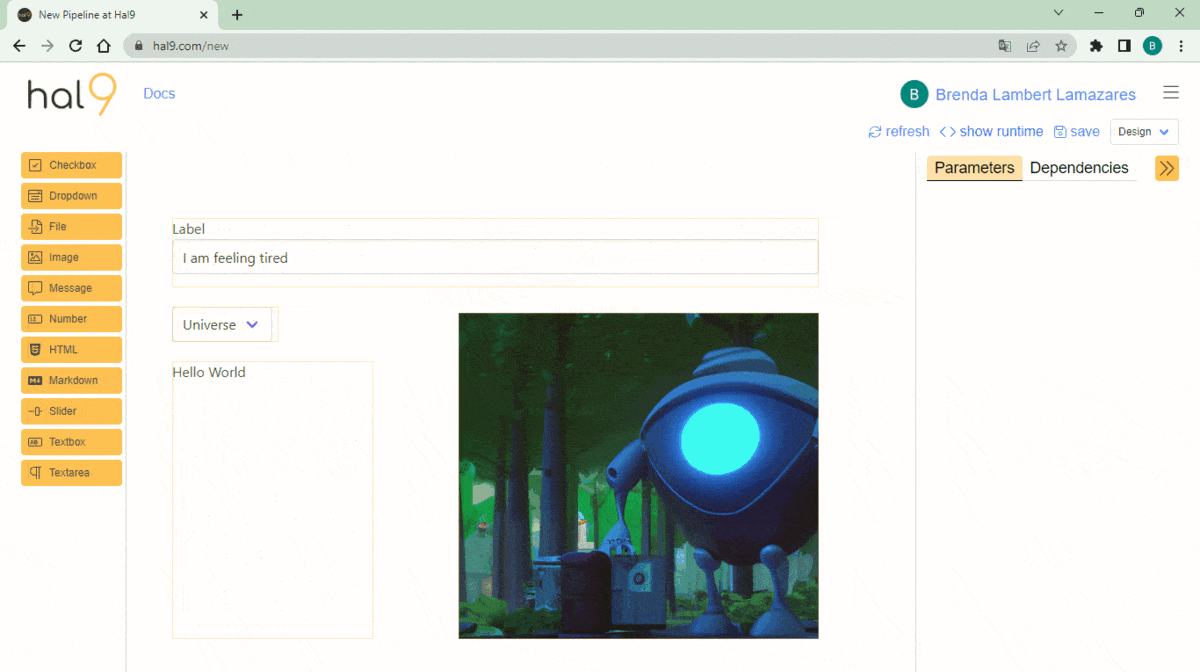 New Pipeline at Hal9
hal9.com/new
B
hal9
Docs
B
Brenda Lambert Lamazares
refresh
<> show runtime
save
Design
Checkbox
Dropdown
File
Image
Message
Number
HTML
Markdown
Slider
Textbox
Textarea
Label
I am feeling tired
Universe
Hello World
Parameters
Dependencies